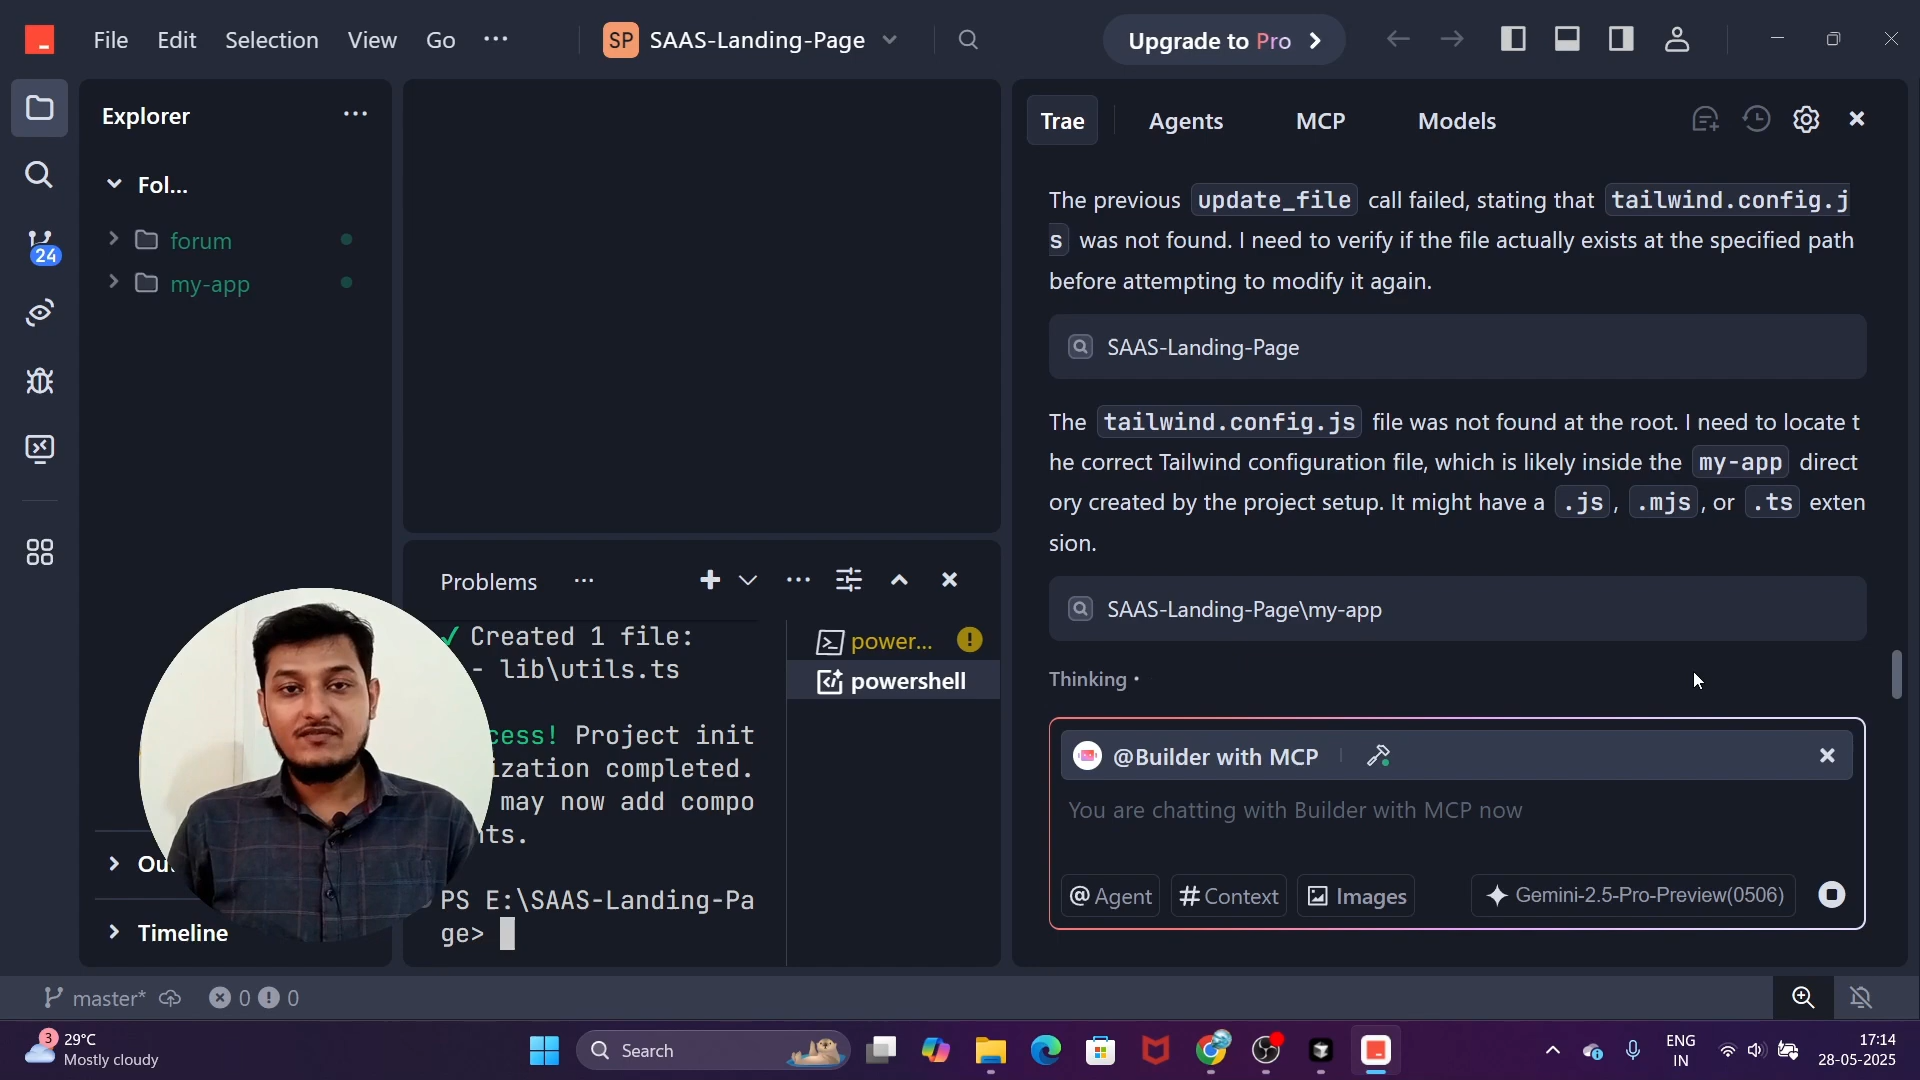 File Edit Selection View Go ...
SP SAAS-Landing-Page
Upgrade to Pro
Explorer
Fol...
forum
my-app
24
Trae Agents MCP Models
The previous update_file call failed, stating that tailwind.config.j
s was not found. I need to verify if the file actually exists at the specified path
before attempting to modify it again.
SAAS-Landing-Page
The tailwind.config.js file was not found at the root. I need to locate t
he correct Tailwind configuration file, which is likely inside the my-app direct
ory created by the project setup. It might have a .js, .mjs, or .ts exten
sion.
SAAS-Landing-Page\my-app
Thinking
@Builder with MCP
You are chatting with Builder with MCP now
@Agent # Context Images Gemini-2.5-Pro-Preview(0506)
Problems ...
✓ Created 1 file:
- lib\utils.ts
cess! Project init
ization completed.
may now add compo
nts.
PS E:\SAAS-Landing-Pa
ge>
power...
powershell
Timeline
master* 0 0
3 29°C
Mostly cloudy
Search
ENG
IN
17:14
28-05-2025